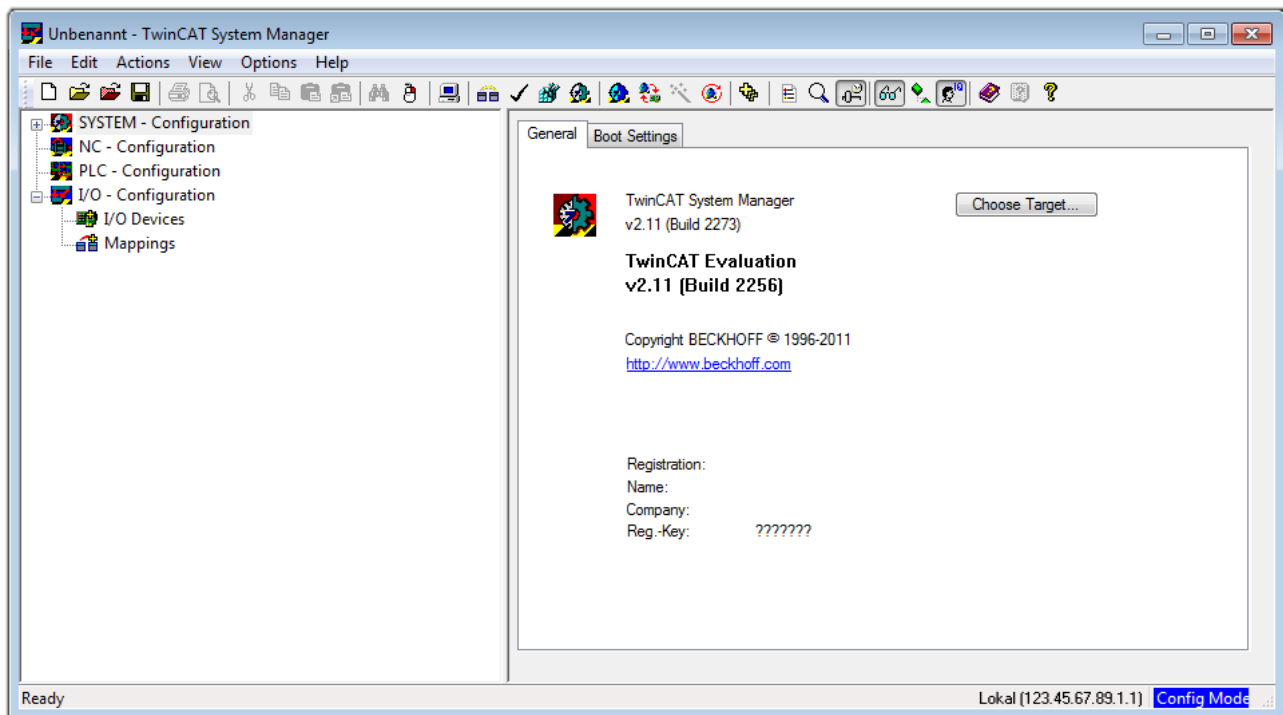 Unbenannt - TwinCAT System Manager
File Edit Actions View Options Help
SYSTEM - Configuration
NC - Configuration
PLC - Configuration
I/O - Configuration
I/O Devices
Mappings
General Boot Settings
TwinCAT System Manager
v2.11 (Build 2273)
Choose Target...
TwinCAT Evaluation
v2.11 (Build 2256)
Copyright BECKHOFF © 1996-2011
http://www.beckhoff.com
Registration:
Name:
Company:
Reg.-Key: ???????
Ready Lokal (123.45.67.89.1.1) Config Mode